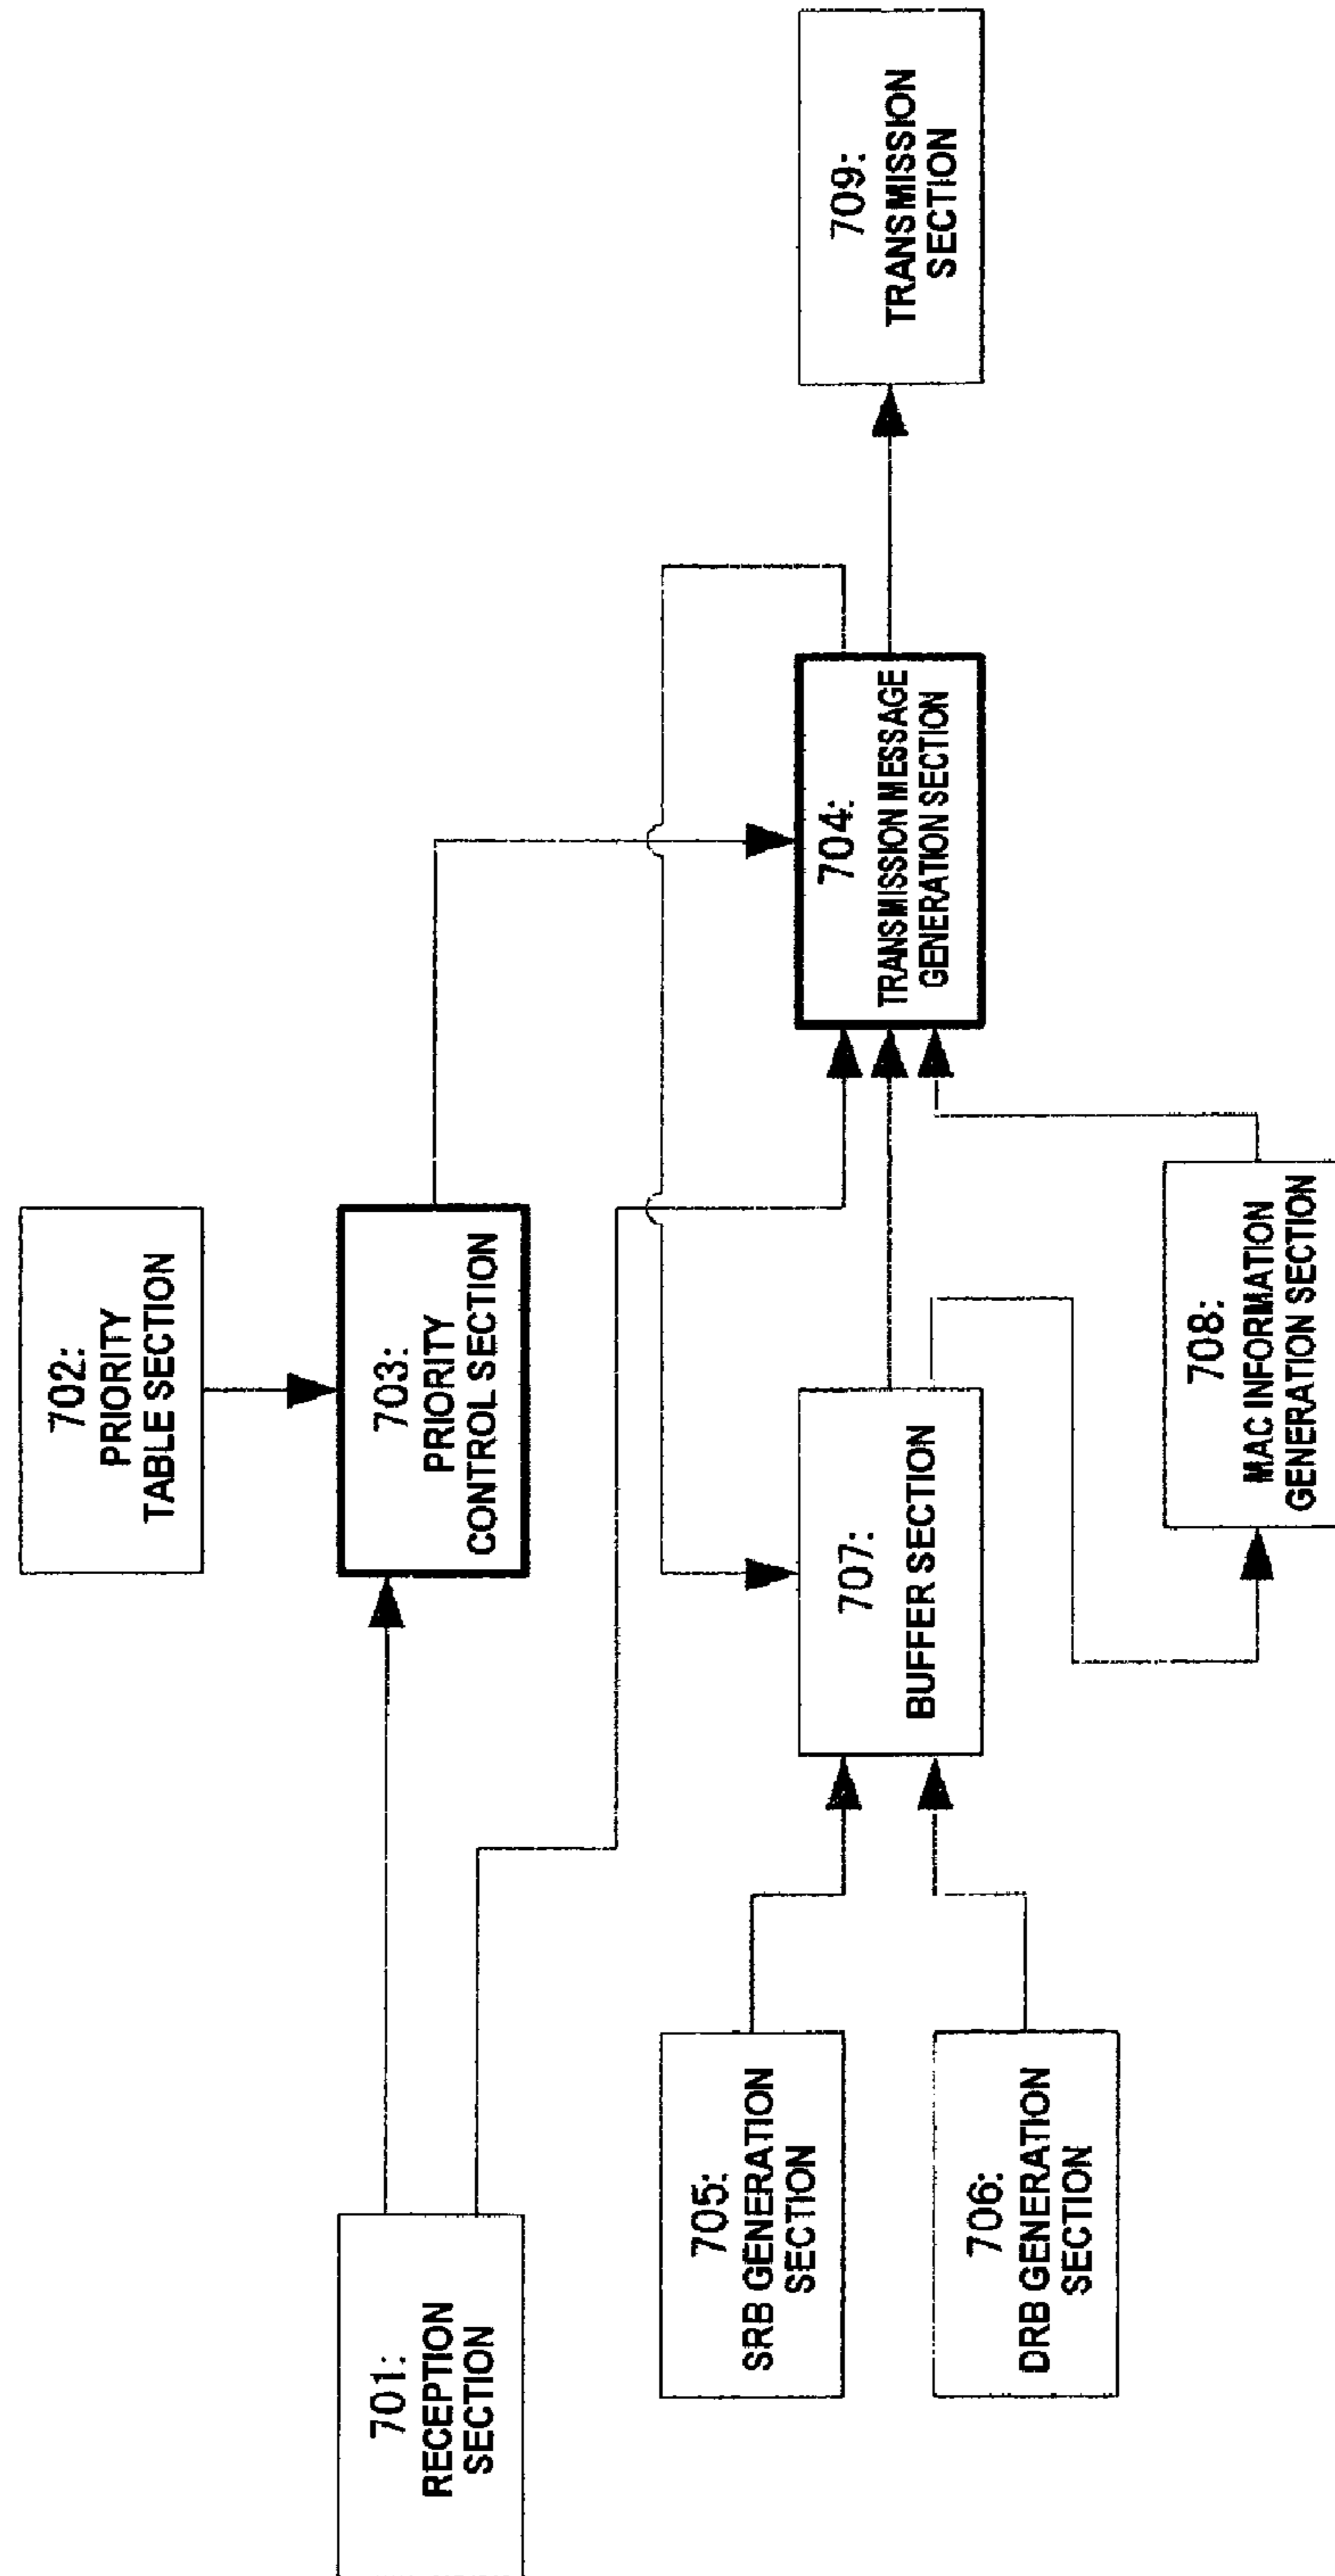 701:
RECEPTION
SECTION
702:
PRIORITY
TABLE SECTION
703:
PRIORITY
CONTROL SECTION
705:
SRB GENERATION
SECTION
706:
DRB GENERATION
SECTION
707:
BUFFER SECTION
708:
MAC INFORMATION
GENERATION SECTION
704:
TRANSMISSION MESSAGE
GENERATION SECTION
709:
TRANSMISSION
SECTION